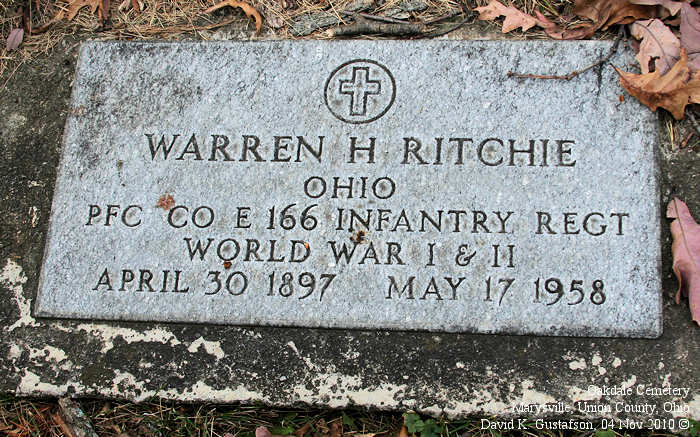 WARREN H RITCHIE
OHIO
PFC CO E 166 INFANTRY REGT
WORLD WAR I & II
APRIL 30 1897 MAY 17 1958
Oakdale Cemetery
Marysville, Union County, Ohio
David K. Gustafson, 04 Nov 2010 ©